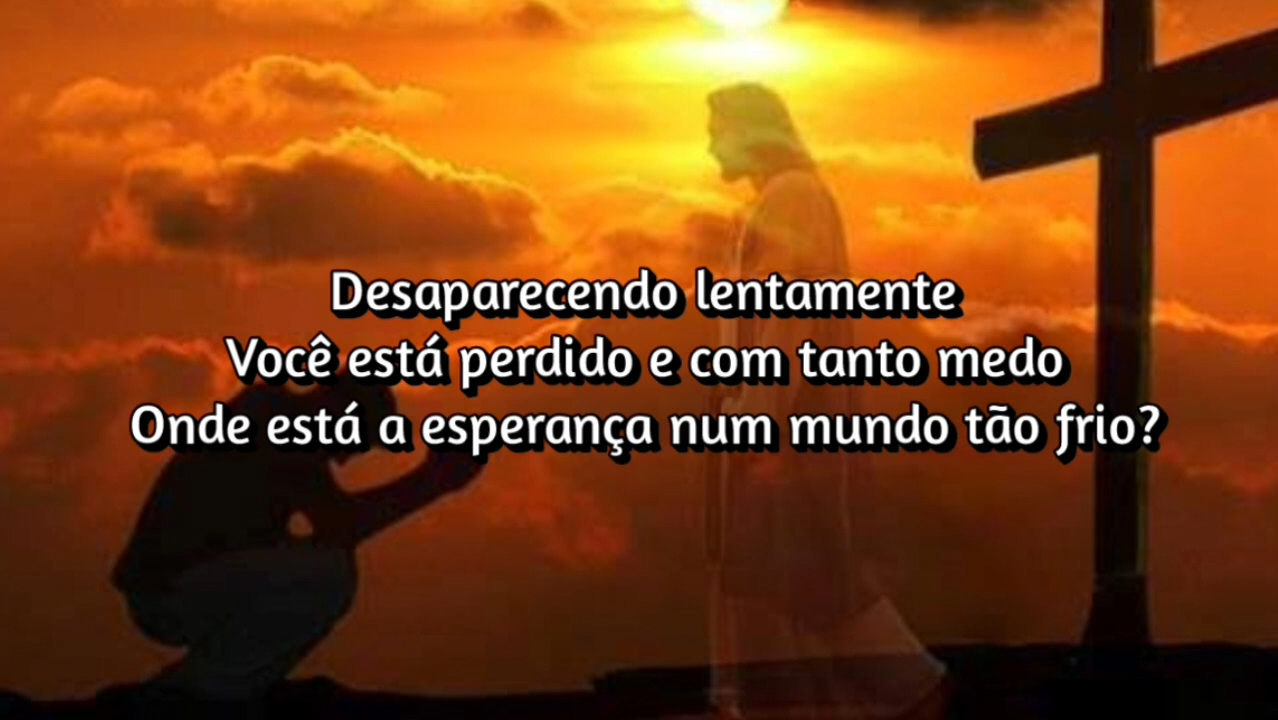 Desaparecendo lentamente
Você está perdido e com tanto medo
Onde está a esperança num mundo tão frio?